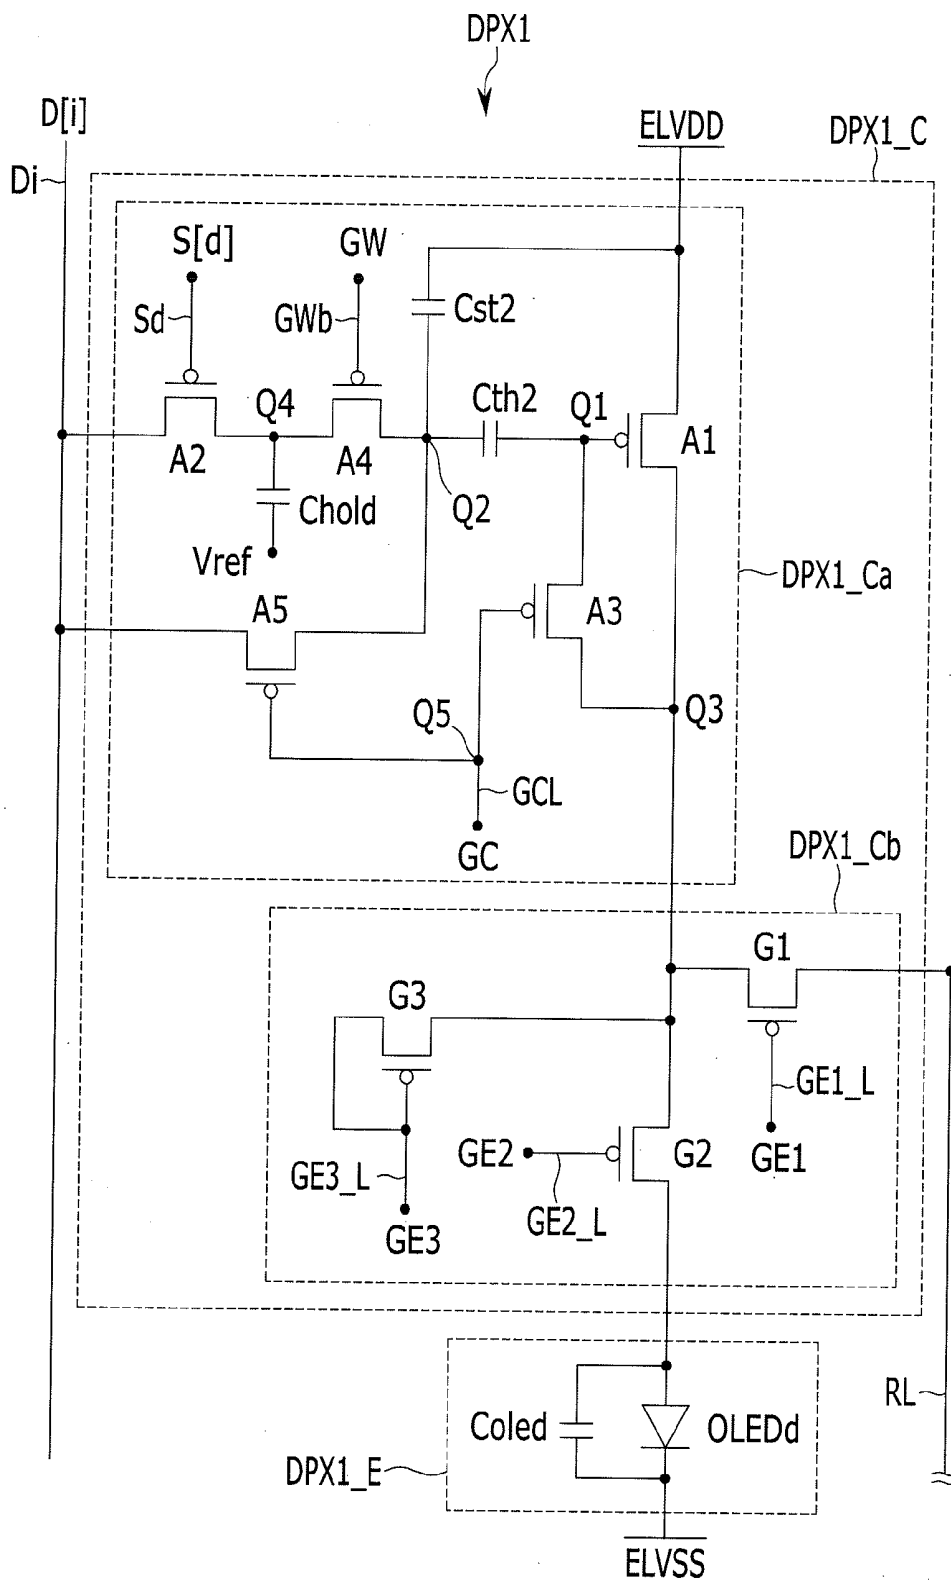 DPX1
D[i]
ELVDD
DPX1_C
Di
S[d]
GW
Sd
GWb
Cst2
Q4
Cth2
Q1
A1
A2
A4
Q2
Chold
Vref
DPX1_Ca
A5
A3
Q5
Q3
GCL
GC
DPX1_Cb
G1
G3
GE1_L
GE2
G2
GE1
GE3_L
GE2_L
GE3
RL
Coled
OLEDd
DPX1_E
ELVSS